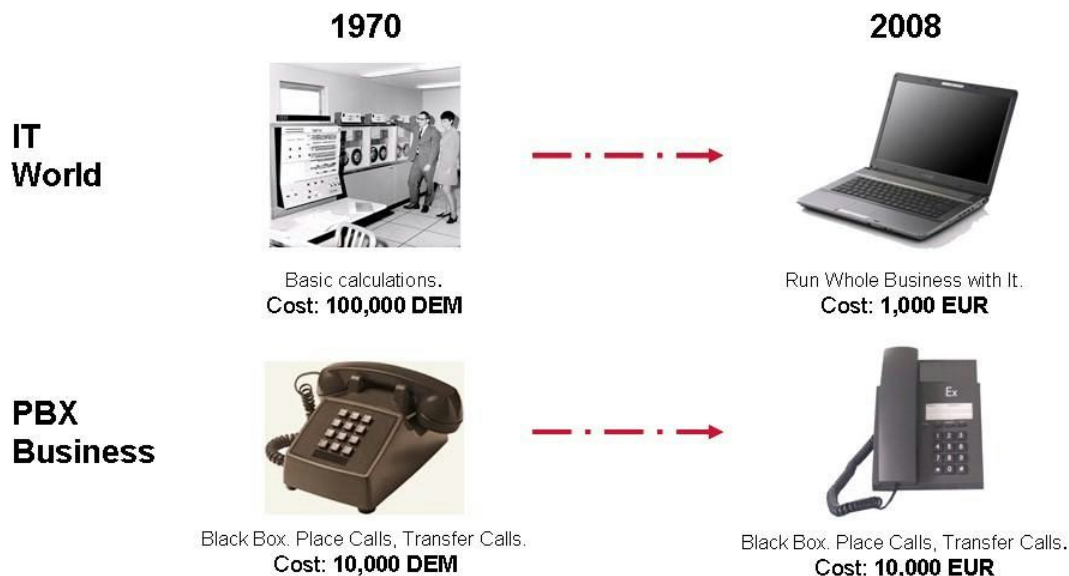 1970
2008
IT
World
Basic calculations.
Cost: 100,000 DEM
Run Whole Business with It.
Cost: 1,000 EUR
PBX
Business
Ex
Black Box. Place Calls, Transfer Calls.
Cost: 10,000 DEM
Black Box. Place Calls, Transfer Calls.
Cost: 10,000 EUR